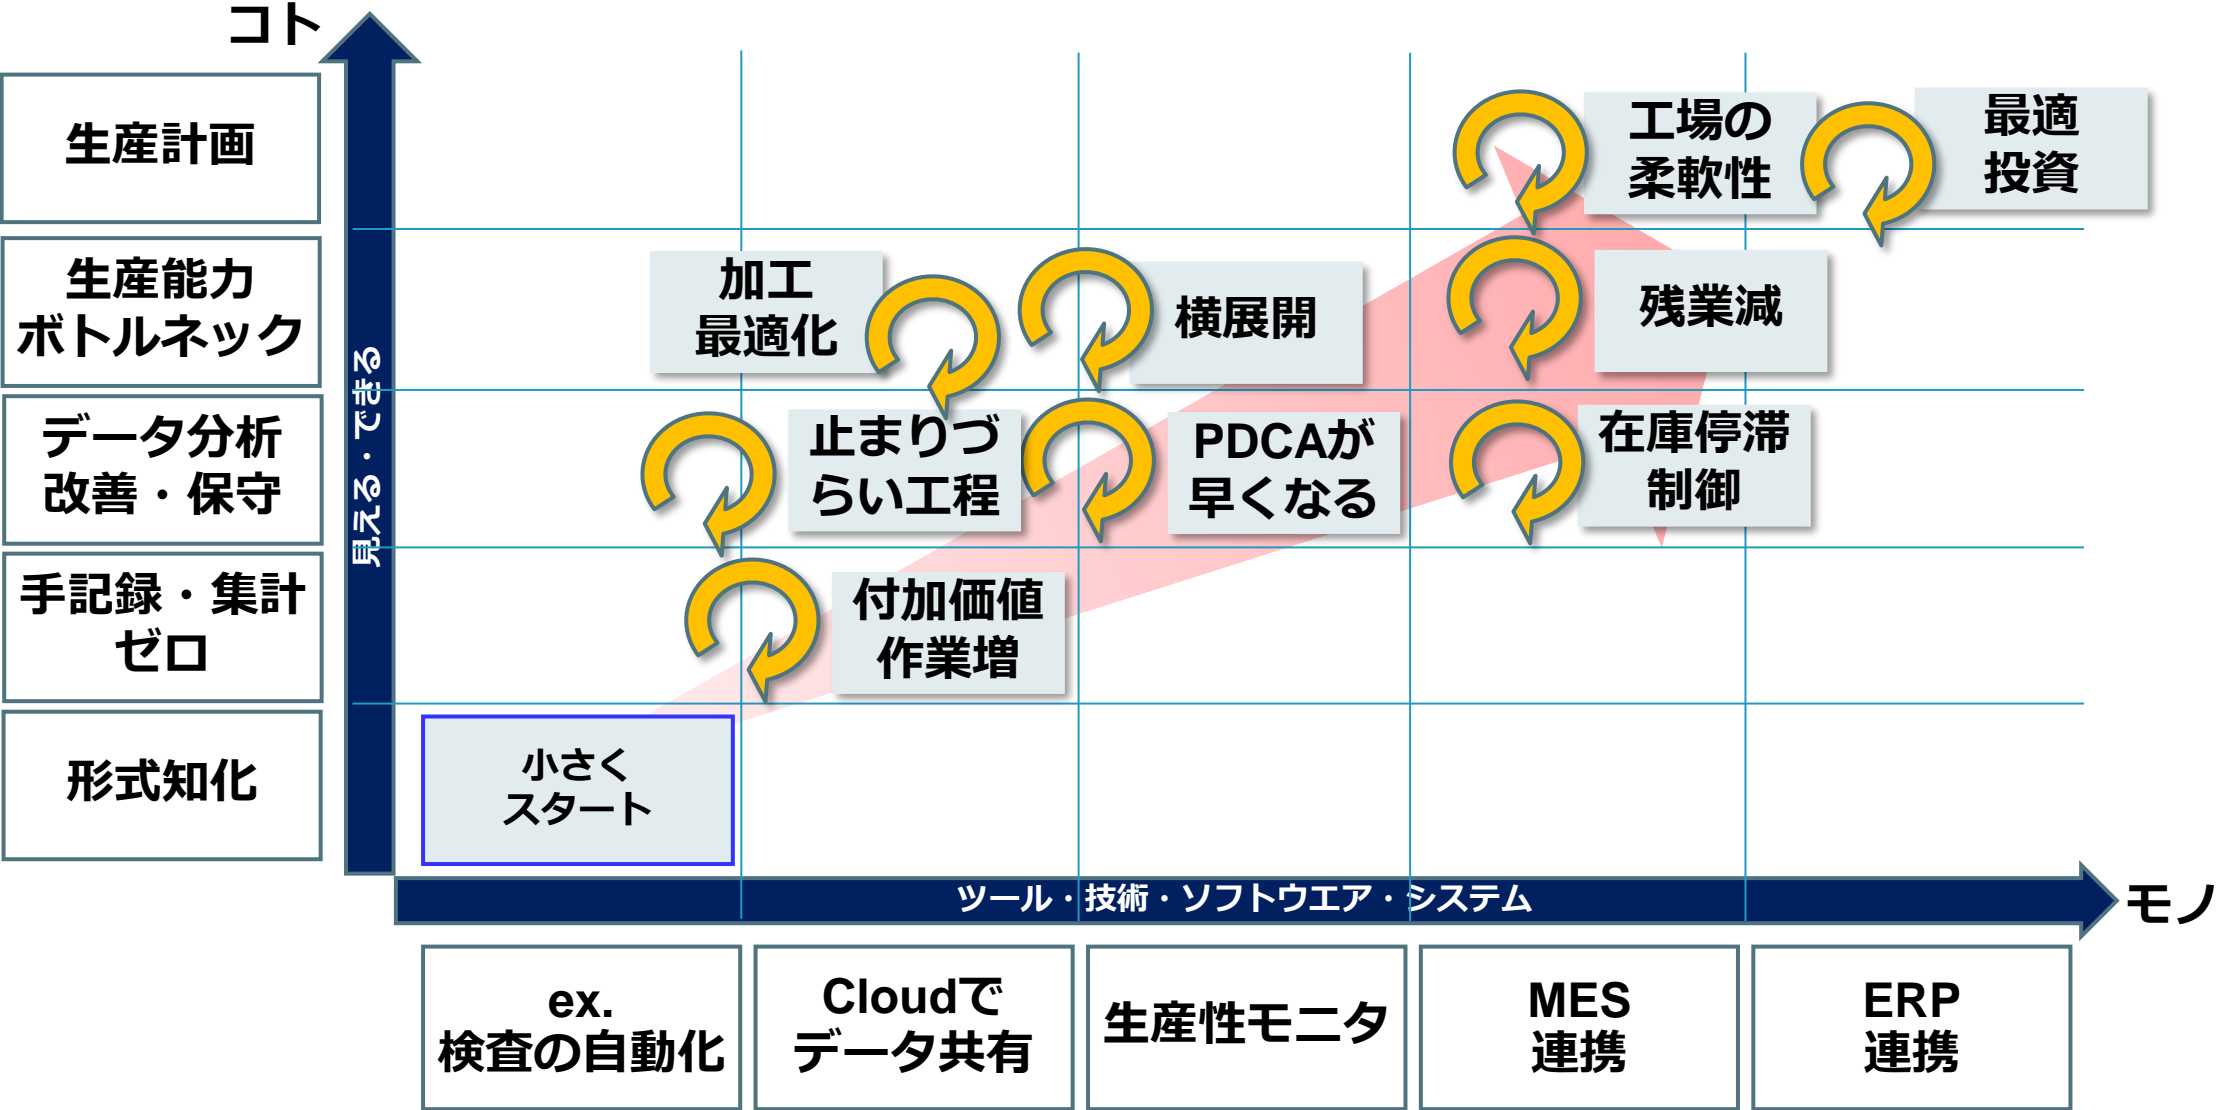 コト
生産計画
生産能力
ボトルネック
データ分析
改善・保守
手記録・集計
ゼロ
形式知化
見える・できる
工場の
柔軟性
最適
投資
加工
最適化
横展開
残業減
止まりづ
らい工程
PDCAが
早くなる
在庫停滞
制御
付加価値
作業増
小さく
スタート
ツール・技術・ソフトウエア・システム
モノ
ex.
検査の自動化
Cloudで
データ共有
生産性モニタ
MES
連携
ERP
連携